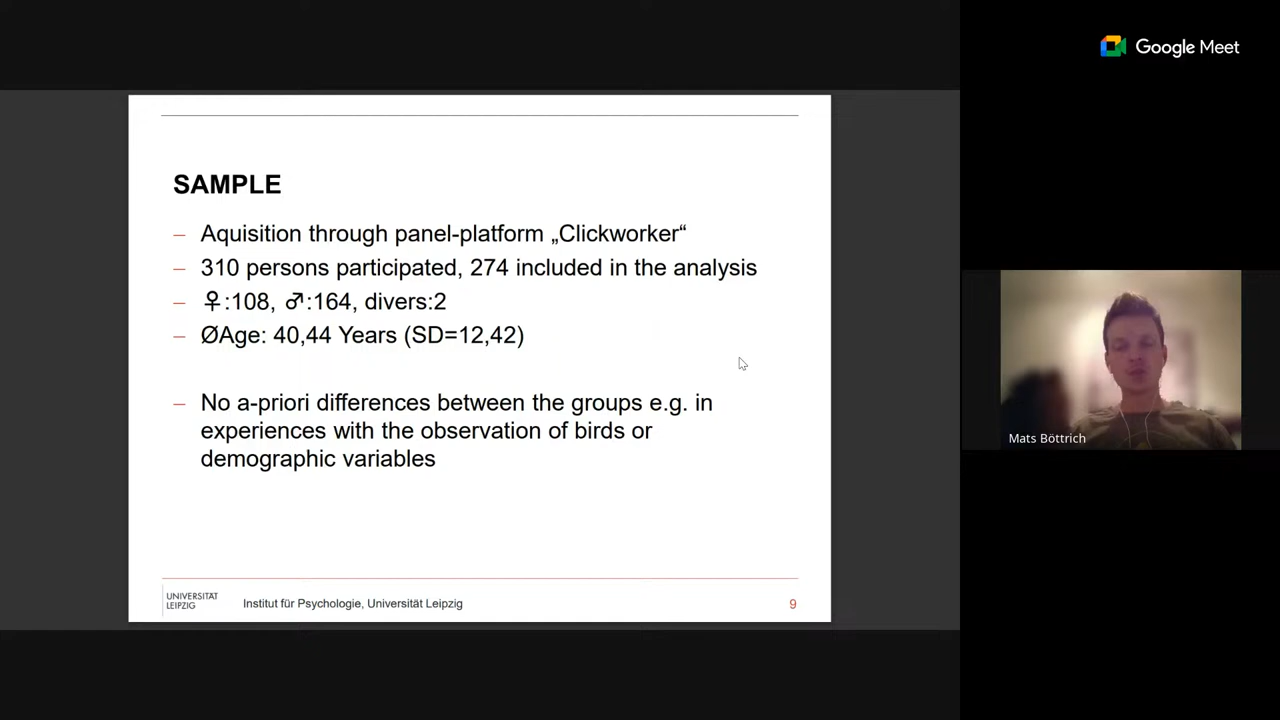 Google Meet
SAMPLE
– Aquisition through panel-platform „Clickworker“
– 310 persons participated, 274 included in the analysis
– ♀:108, ♂:164, divers:2
– ØAge: 40,44 Years (SD=12,42)
– No a-priori differences between the groups e.g. in
experiences with the observation of birds or
demographic variables
UNIVERSITÄT
LEIPZIG
Institut für Psychologie, Universität Leipzig
9
Mats Böttrich